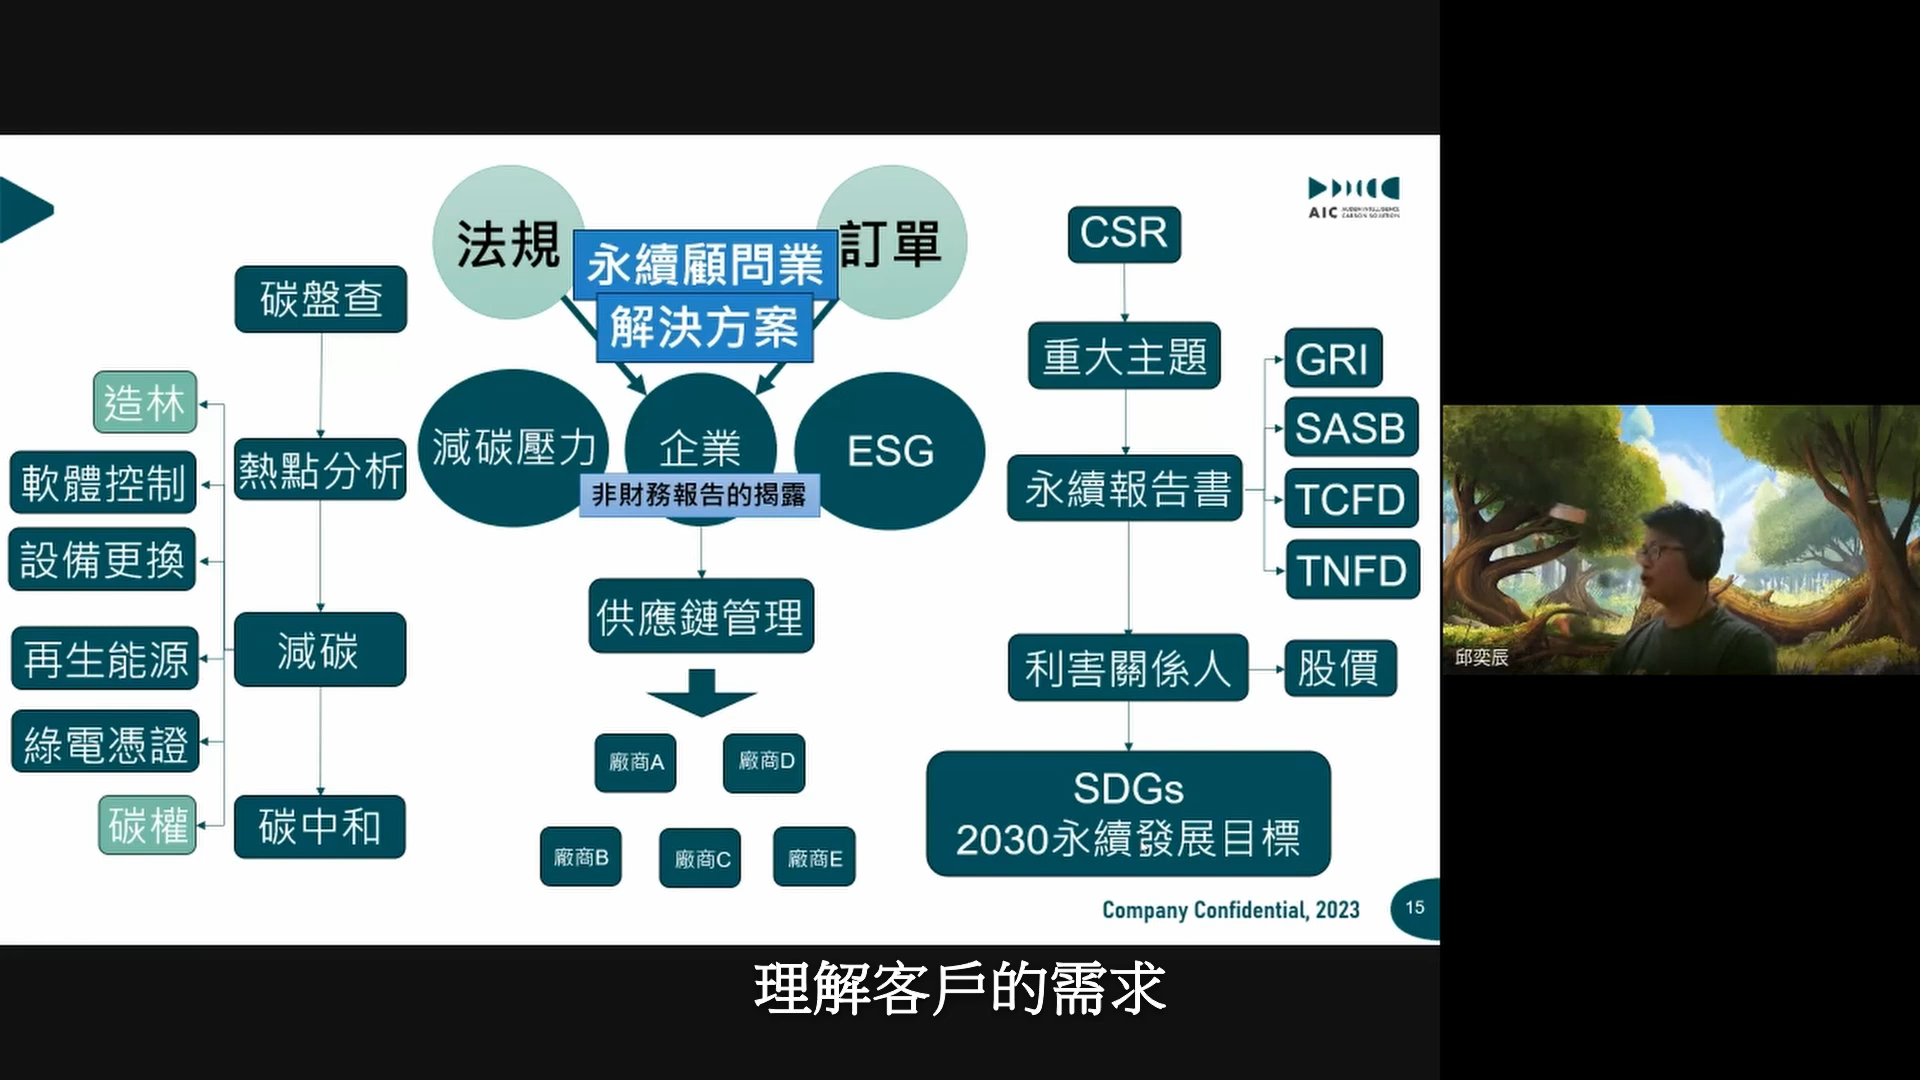 法規
訂單
永續顧問業
解決方案
減碳壓力
企業
ESG
非財務報告的揭露
供應鏈管理
廠商A
廠商D
廠商B
廠商C
廠商E
碳盤查
熱點分析
減碳
碳中和
造林
軟體控制
設備更換
再生能源
綠電憑證
碳權
CSR
重大主題
永續報告書
GRI
SASB
TCFD
TNFD
利害關係人
股價
SDGs
2030永續發展目標
AIC
Company Confidential, 2023
15
邱奕辰
理解客戶的需求